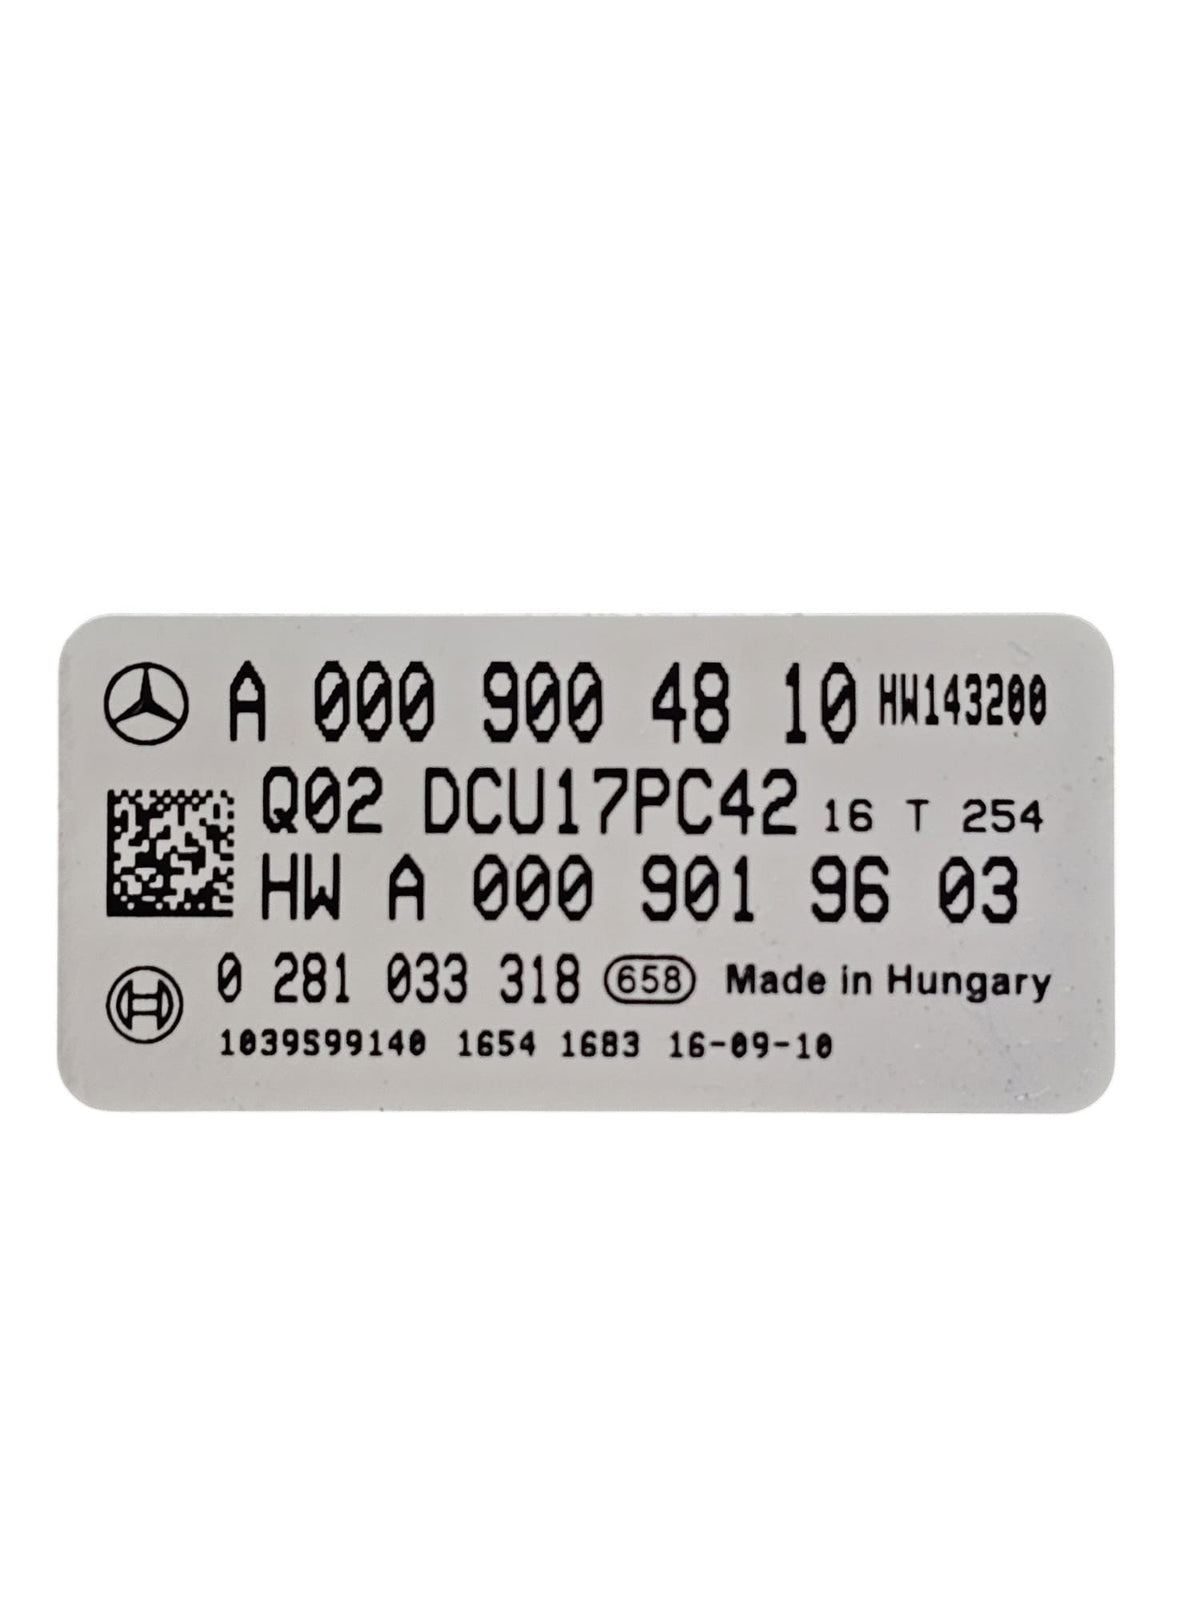 A 000 900 48 10 HW143200
Q02 DCU17PC42 16 T 254
HW A 000 901 96 03
0 281 033 318 658 Made in Hungary
1039S99140 1654 1683 16-09-10